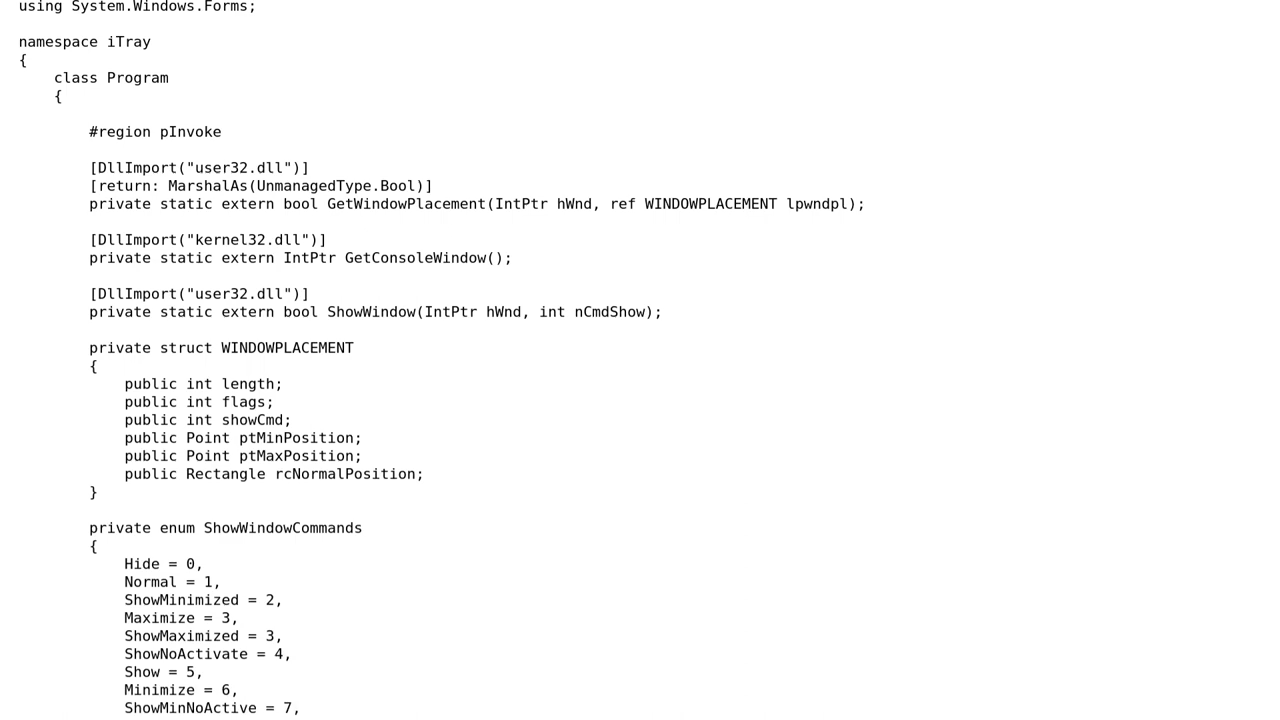 using System.Windows.Forms;

namespace iTray
{
    class Program
    {

        #region pInvoke

        [DllImport("user32.dll")]
        [return: MarshalAs(UnmanagedType.Bool)]
        private static extern bool GetWindowPlacement(IntPtr hWnd, ref WINDOWPLACEMENT lpwndpl);

        [DllImport("kernel32.dll")]
        private static extern IntPtr GetConsoleWindow();

        [DllImport("user32.dll")]
        private static extern bool ShowWindow(IntPtr hWnd, int nCmdShow);

        private struct WINDOWPLACEMENT
        {
            public int length;
            public int flags;
            public int showCmd;
            public Point ptMinPosition;
            public Point ptMaxPosition;
            public Rectangle rcNormalPosition;
        }

        private enum ShowWindowCommands
        {
            Hide = 0,
            Normal = 1,
            ShowMinimized = 2,
            Maximize = 3,
            ShowMaximized = 3,
            ShowNoActivate = 4,
            Show = 5,
            Minimize = 6,
            ShowMinNoActive = 7,